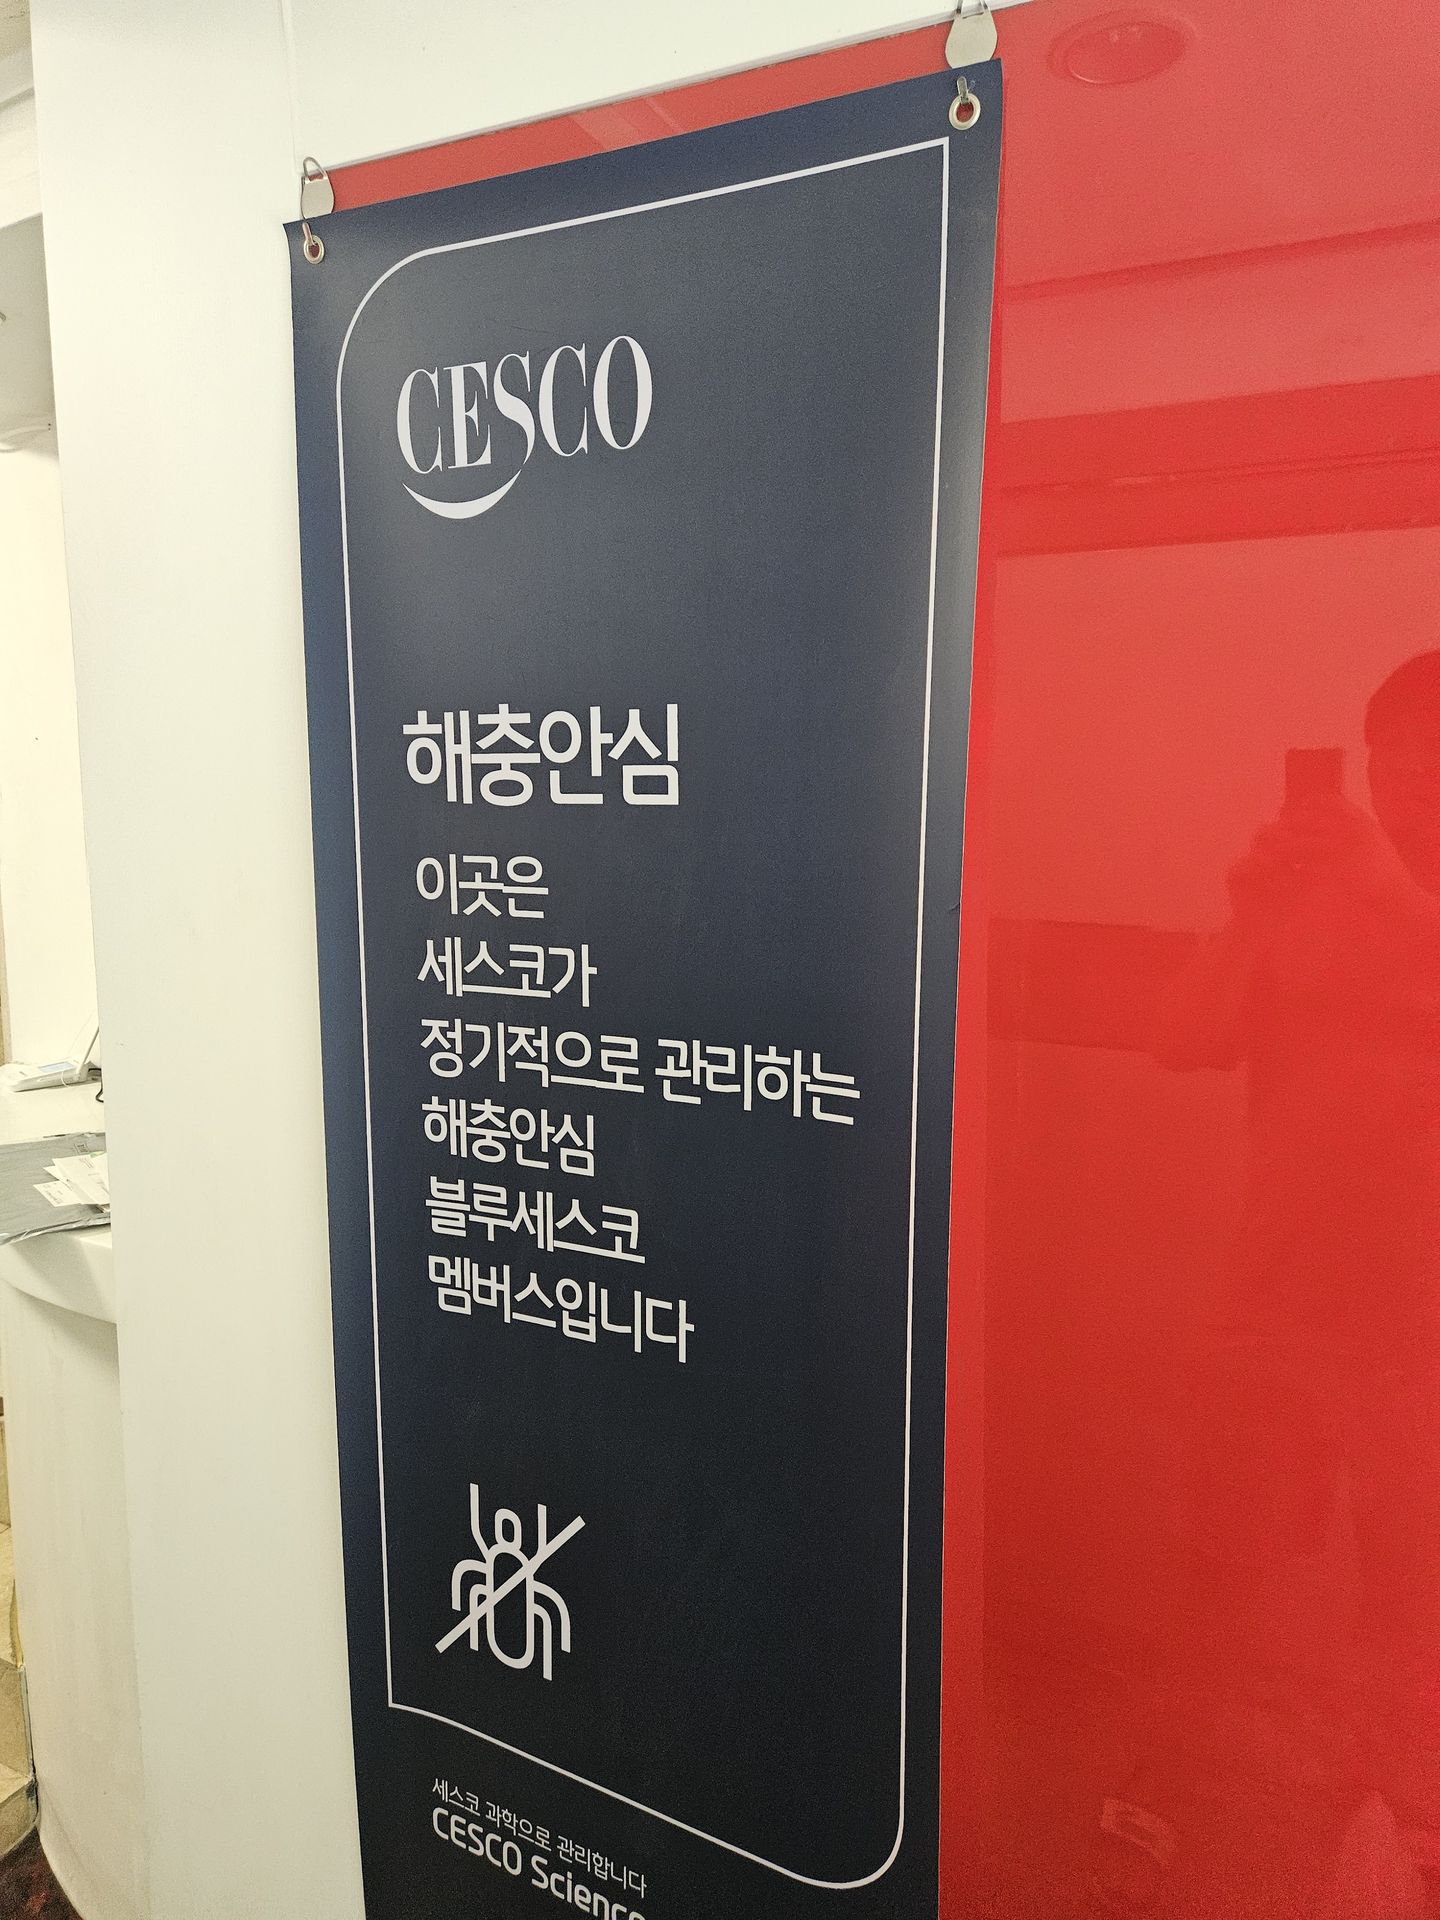 CESCO
해충안심
이곳은
세스코가
정기적으로 관리하는
해충안심
블루세스코
멤버스입니다
세스코 과학으로 관리합니다
CESCO Science